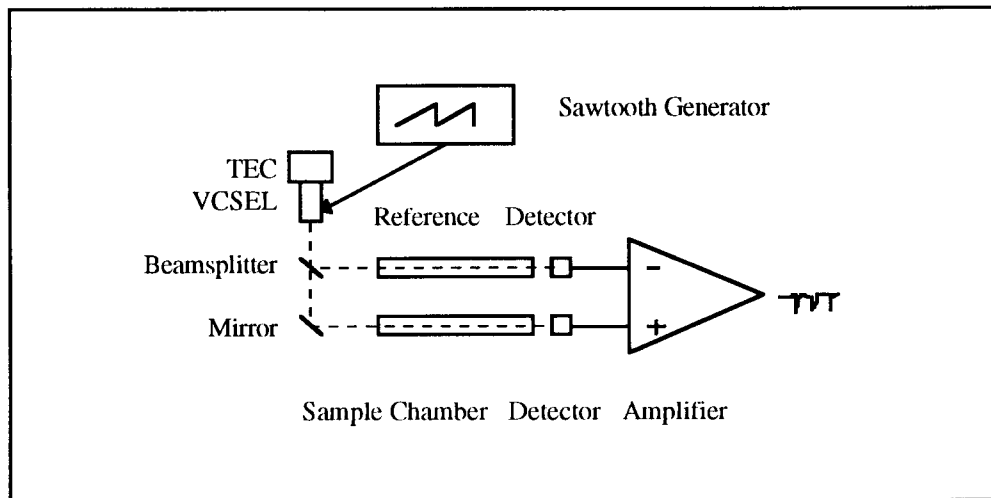 Sawtooth Generator
TEC
VCSEL
Reference Detector
Beamsplitter
-
Mirror
+
Sample Chamber Detector Amplifier